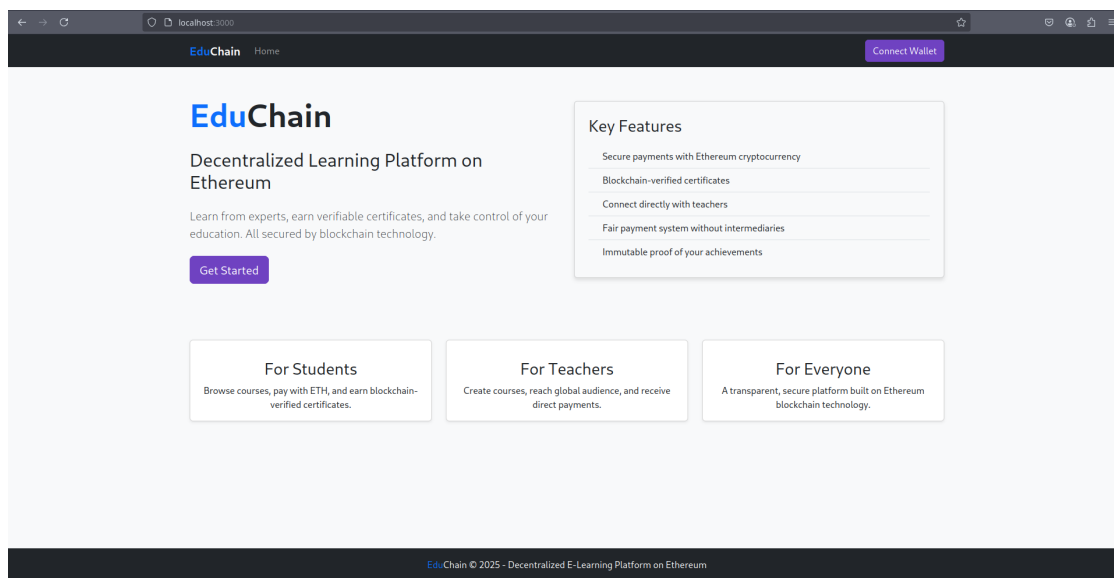 localhost:3000
EduChain Home Connect Wallet
EduChain
Decentralized Learning Platform on
Ethereum
Learn from experts, earn verifiable certificates, and take control of your
education. All secured by blockchain technology.
Get Started
Key Features
Secure payments with Ethereum cryptocurrency
Blockchain-verified certificates
Connect directly with teachers
Fair payment system without intermediaries
Immutable proof of your achievements
For Students
Browse courses, pay with ETH, and earn blockchain-
verified certificates.
For Teachers
Create courses, reach global audience, and receive
direct payments.
For Everyone
A transparent, secure platform built on Ethereum
blockchain technology.
EduChain © 2025 - Decentralized E-Learning Platform on Ethereum